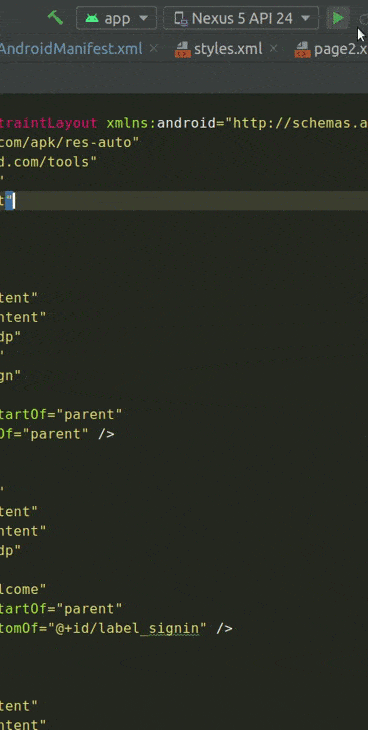 app Nexus 5 API 24
AndroidManifest.xml styles.xml page2.x
traintLayout xmlns:android="http://schemas.a
com/apk/res-auto"
d.com/tools"
"
t"
tent"
ntent"
dp"
"
gn"
tartOf="parent"
Of="parent" />
"
tent"
ntent"
dp"
lcome"
tartOf="parent"
tomOf="@+id/label_signin" />
tent"
ntent"